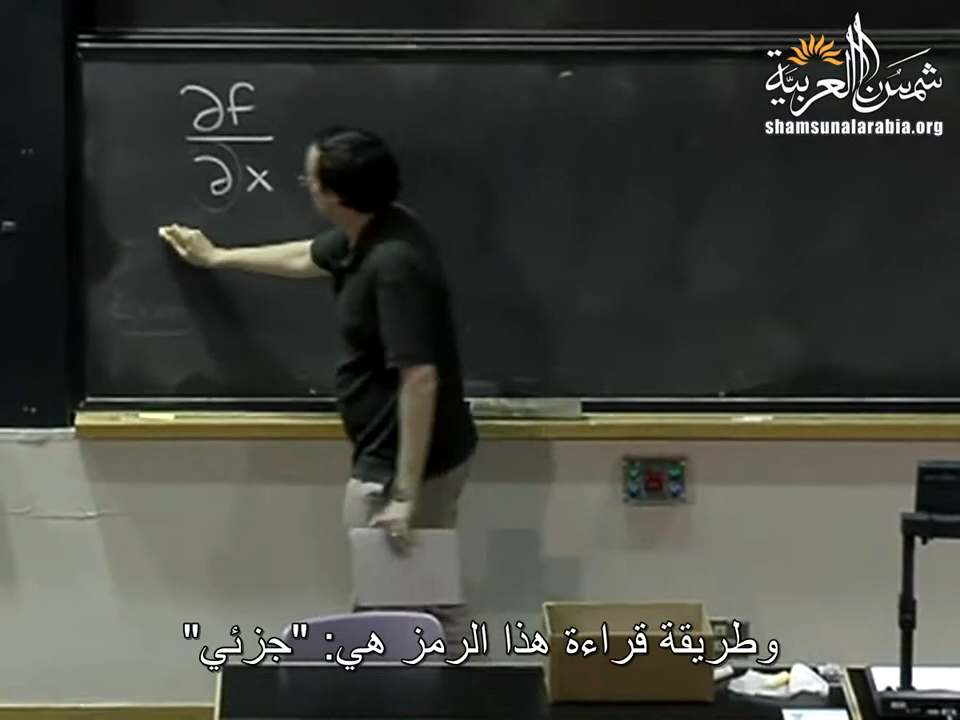 شمس العربية
shamsunalarabia.org
∂f
∂x
وطريقة قراءة هذا الرمز هي: "جزئي"